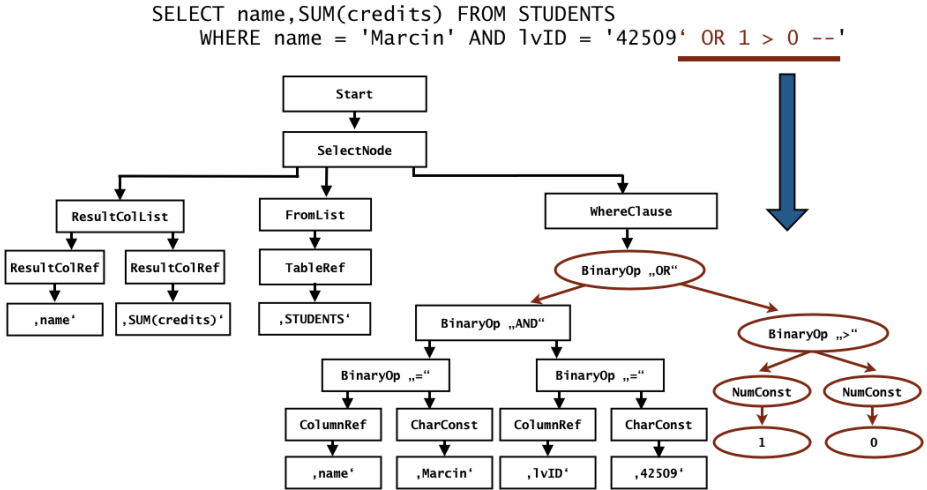 SELECT name,SUM(credits) FROM STUDENTS
WHERE name = 'Marcin' AND lvID = '42509‘ OR 1 > 0 --'
Start
SelectNode
ResultColList
FromList
WhereClause
ResultColRef
ResultColRef
TableRef
BinaryOp „OR“
‚name‘
‚SUM(credits)‘
‚STUDENTS‘
BinaryOp „AND“
BinaryOp „>“
BinaryOp „=“
BinaryOp „=“
NumConst
NumConst
ColumnRef
CharConst
ColumnRef
CharConst
1
0
‚name‘
‚Marcin‘
‚lvID‘
‚42509‘